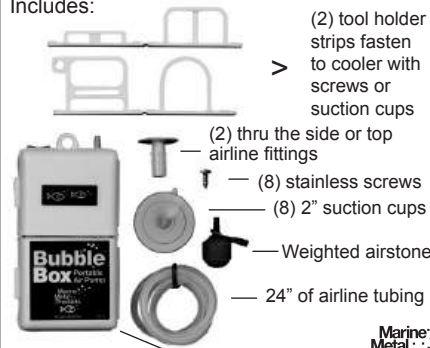 Includes:
(2) tool holder
strips fasten
to cooler with
screws or
suction cups
>
(2) thru the side or top
airline fittings
(8) stainless screws
(8) 2” suction cups
Weighted airstone
24” of airline tubing
Bubble
Box Portable
Air Pump
Marine
Metal
Products
Marine
Metal